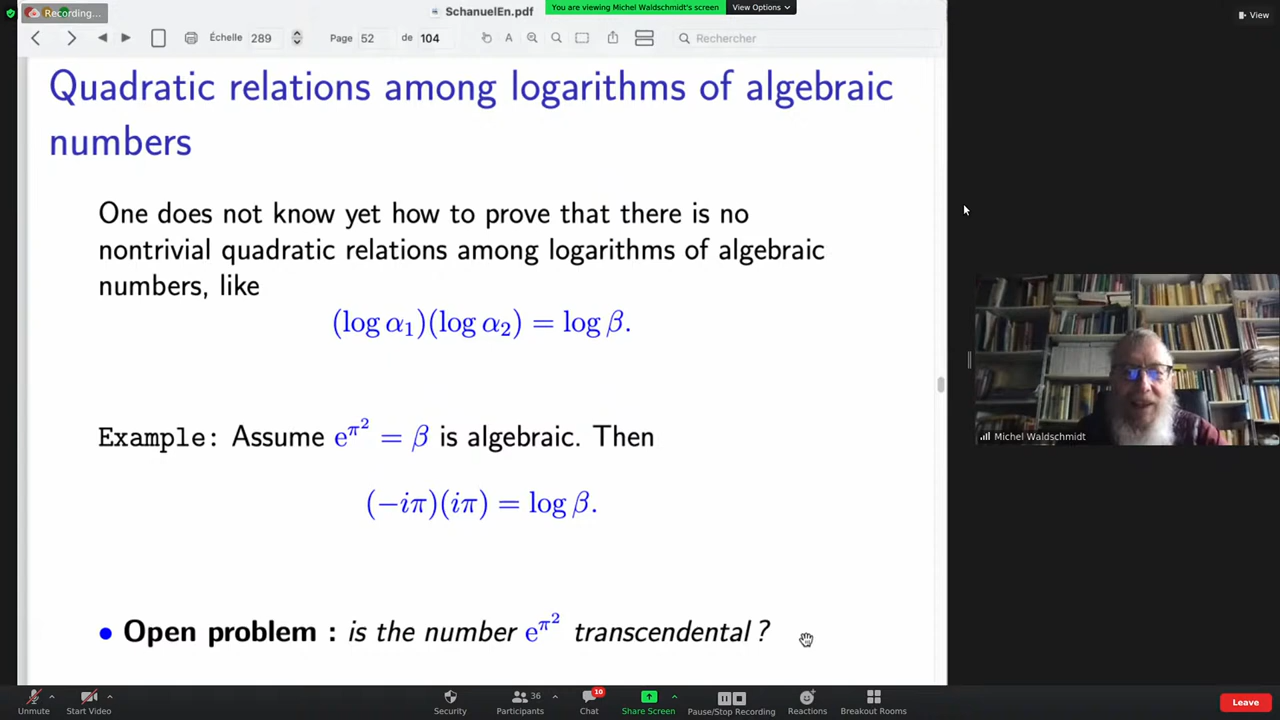 Recording...
SchanuelEn.pdf
You are viewing Michel Waldschmidt's screen
View Options
View
Échelle 289
Page 52 de 104
Rechercher
Quadratic relations among logarithms of algebraic
numbers
One does not know yet how to prove that there is no
nontrivial quadratic relations among logarithms of algebraic
numbers, like
(log α₁)(log α₂) = log β.
Example: Assume e^{π²} = β is algebraic. Then
(−iπ)(iπ) = log β.
• Open problem : is the number e^{π²} transcendental ?
Michel Waldschmidt
Unmute
Start Video
Security
Participants 36
Chat 10
Share Screen
Pause/Stop Recording
Reactions
Breakout Rooms
Leave